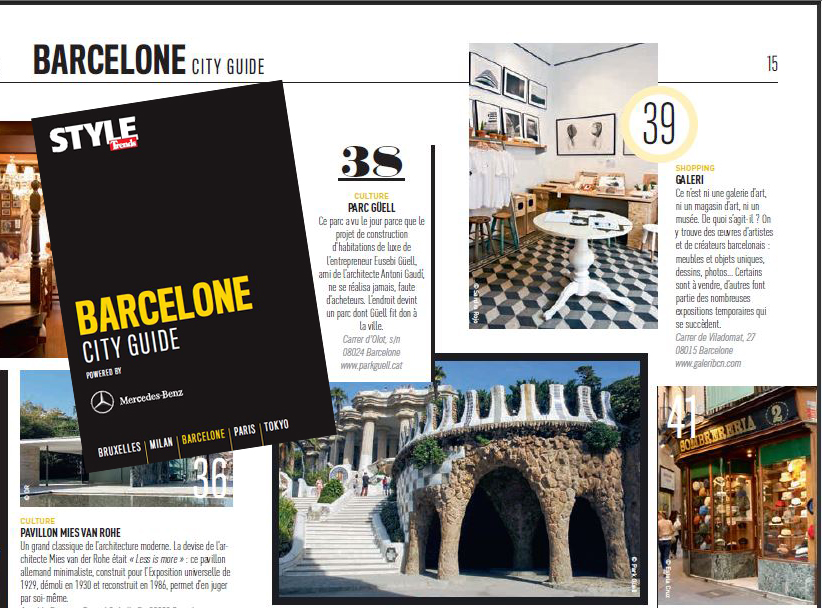 BARCELONE CITY GUIDE
15
STYLE
Trends
BARCELONE
CITY GUIDE
POWERED BY
Mercedes-Benz
BRUXELLES | MILAN | BARCELONE | PARIS | TOKYO
38
CULTURE
PARC GÜELL
Ce parc a vu le jour parce que le
projet de construction
d'habitations de luxe de
l'entrepreneur Eusebi Güell,
ami de l'architecte Antoni Gaudí,
ne se réalisa jamais, faute
d'acheteurs. L'endroit devint
un parc dont Güell fit don à
la ville.
Carrer d'Olot, s/n
08024 Barcelone
www.parkguell.cat
39
SHOPPING
GALERI
Ce n'est ni une galerie d'art,
ni un magasin d'art, ni un
musée. De quoi s'agit-il ? On
y trouve des œuvres d'artistes
et de créateurs barcelonais :
meubles et objets uniques,
dessins, photos... Certains
sont à vendre, d'autres font
partie des nombreuses
expositions temporaires qui
se succèdent.
Carrer de Viladomat, 27
08015 Barcelone
www.galeribcn.com
36
CULTURE
PAVILLON MIES VAN ROHE
Un grand classique de l'architecture moderne. La devise de l'ar-
chitecte Mies van der Rohe était « Less is more » : ce pavillon
allemand minimaliste, construit pour l'Exposition universelle de
1929, démoli en 1930 et reconstruit en 1986, permet d'en juger
par soi-même.
© Park Güell
41
SOMBRERERIA 2